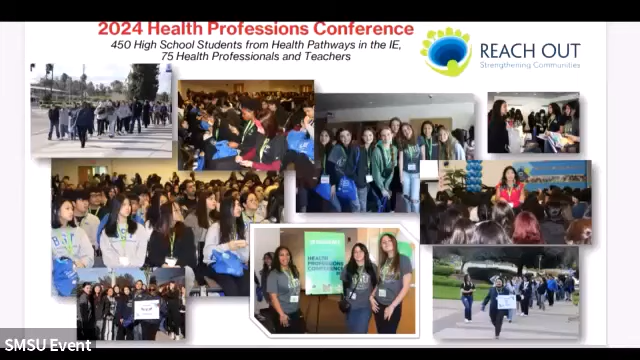 2024 Health Professions Conference
450 High School Students from Health Pathways in the IE,
75 Health Professionals and Teachers
REACH OUT
Strengthening Communities
HEALTH
PROFESSIONS
CONFERENCE
SMSU Event